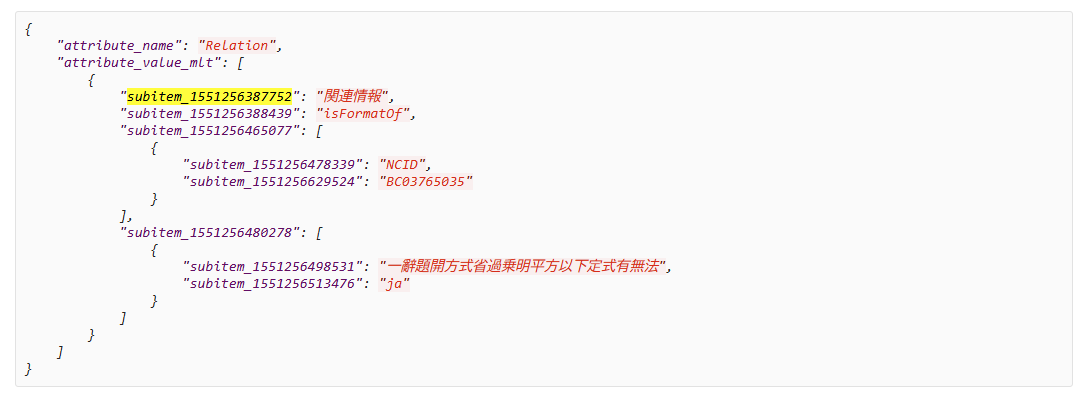 {
"attribute_name": "Relation",
"attribute_value_mlt": [
{
"subitem_1551256387752": "関連情報",
"subitem_1551256388439": "isFormatOf",
"subitem_1551256465077": [
{
"subitem_1551256478339": "NCID",
"subitem_1551256629524": "BC03765035"
}
],
"subitem_1551256480278": [
{
"subitem_1551256498531": "一辭題開方式省過乗明平方以下定式有無法",
"subitem_1551256513476": "ja"
}
]
}
]
}